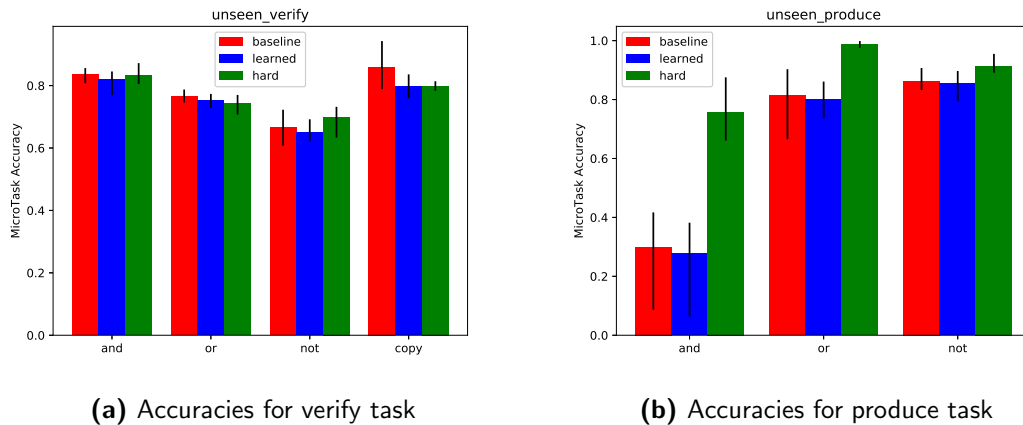 unseen_verify
MicroTask Accuracy
0.8
0.6
0.4
0.2
0.0
baseline
learned
hard
and or not copy
(a) Accuracies for verify task
unseen_produce
MicroTask Accuracy
1.0
0.8
0.6
0.4
0.2
0.0
baseline
learned
hard
and or not
(b) Accuracies for produce task